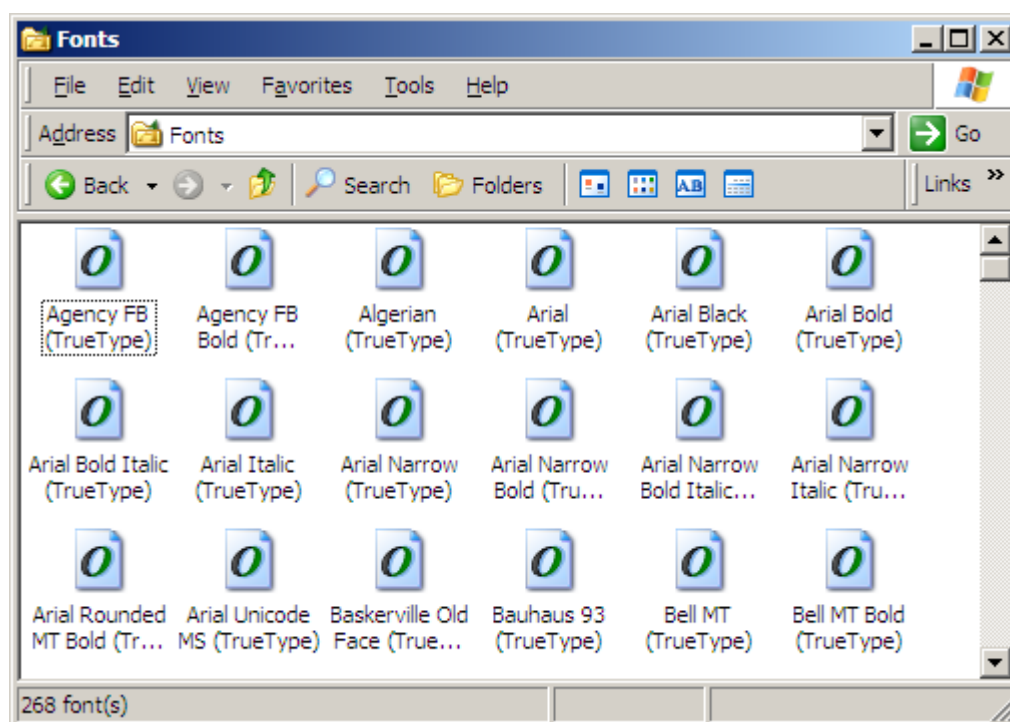 Fonts
File Edit View Favorites Tools Help
Address Fonts Go
Back Search Folders AB Links »
Agency FB (TrueType)
Agency FB Bold (Tr...
Algerian (TrueType)
Arial (TrueType)
Arial Black (TrueType)
Arial Bold (TrueType)
Arial Bold Italic (TrueType)
Arial Italic (TrueType)
Arial Narrow (TrueType)
Arial Narrow Bold (Tru...
Arial Narrow Bold Italic...
Arial Narrow Italic (Tru...
Arial Rounded MT Bold (Tr...
Arial Unicode MS (TrueType)
Baskerville Old Face (True...
Bauhaus 93 (TrueType)
Bell MT (TrueType)
Bell MT Bold (TrueType)
268 font(s)